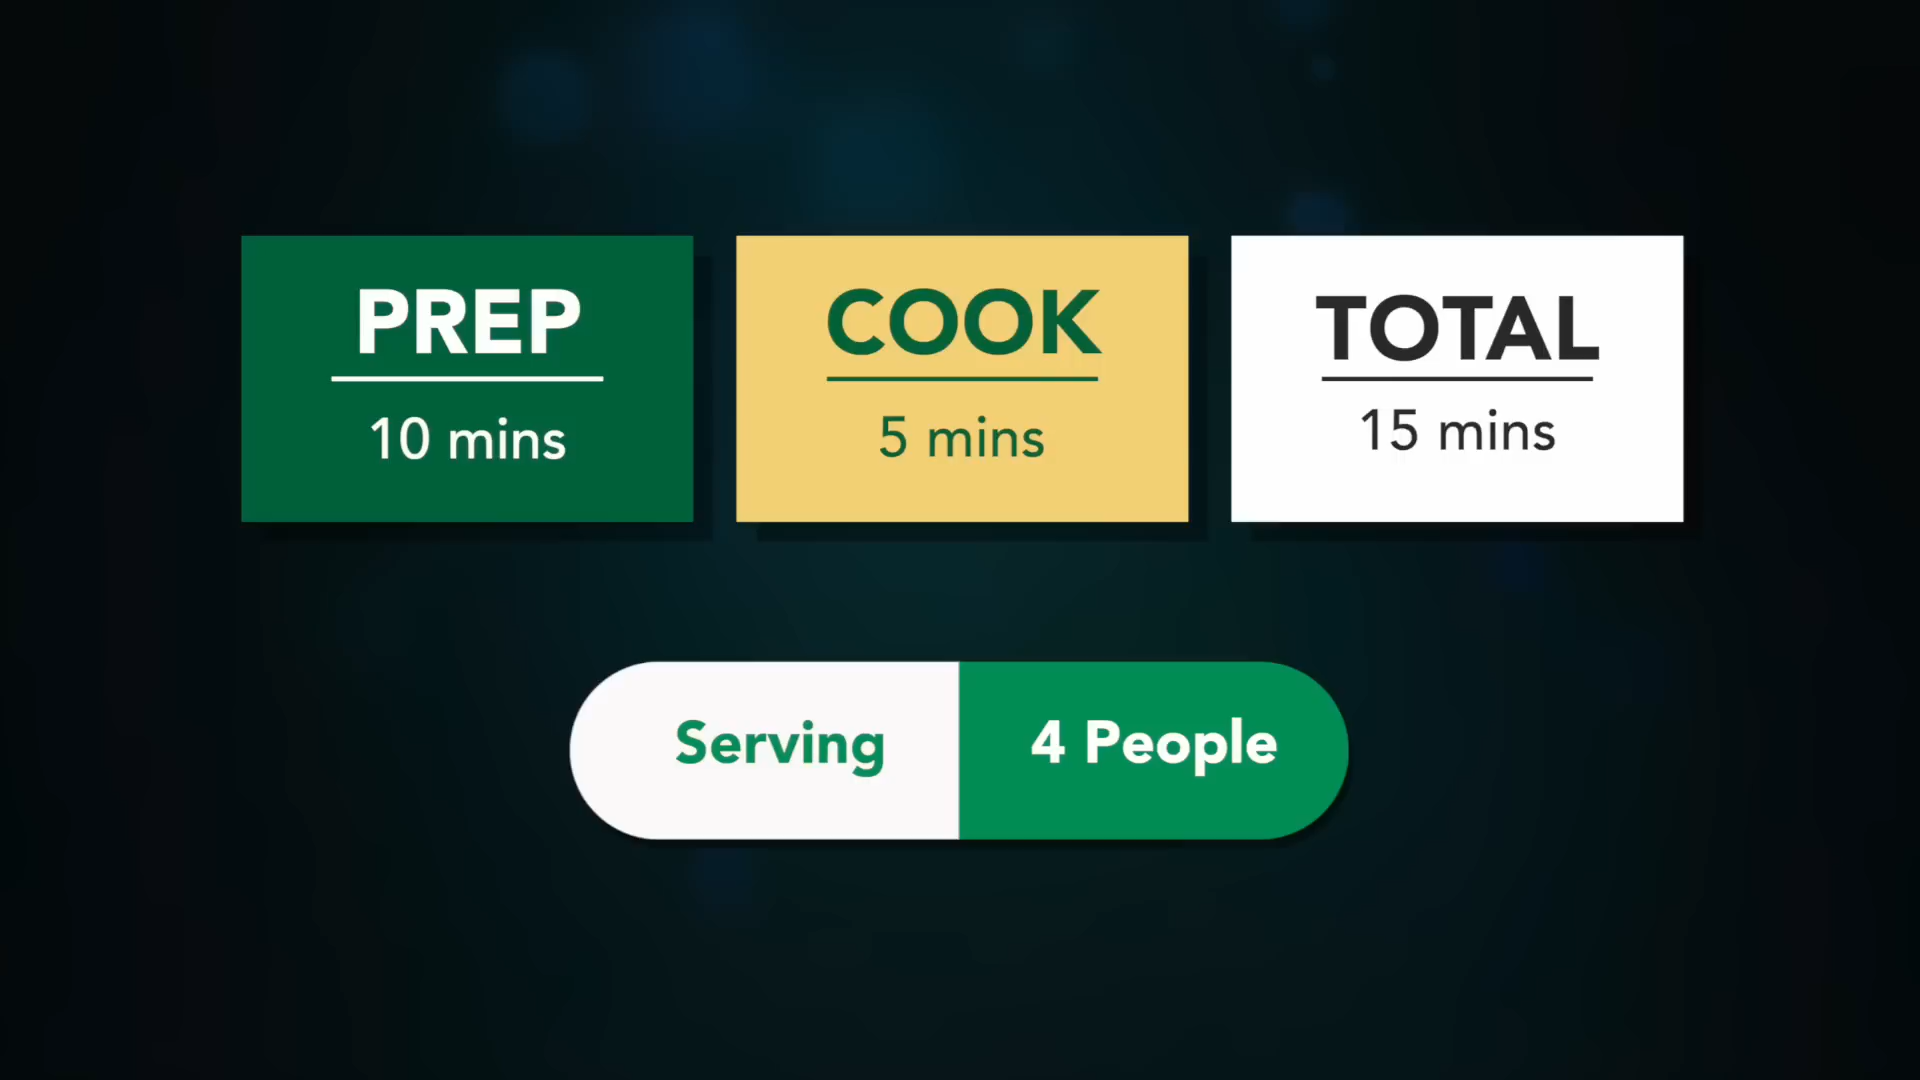 PREP
10 mins
COOK
5 mins
TOTAL
15 mins
Serving
4 People